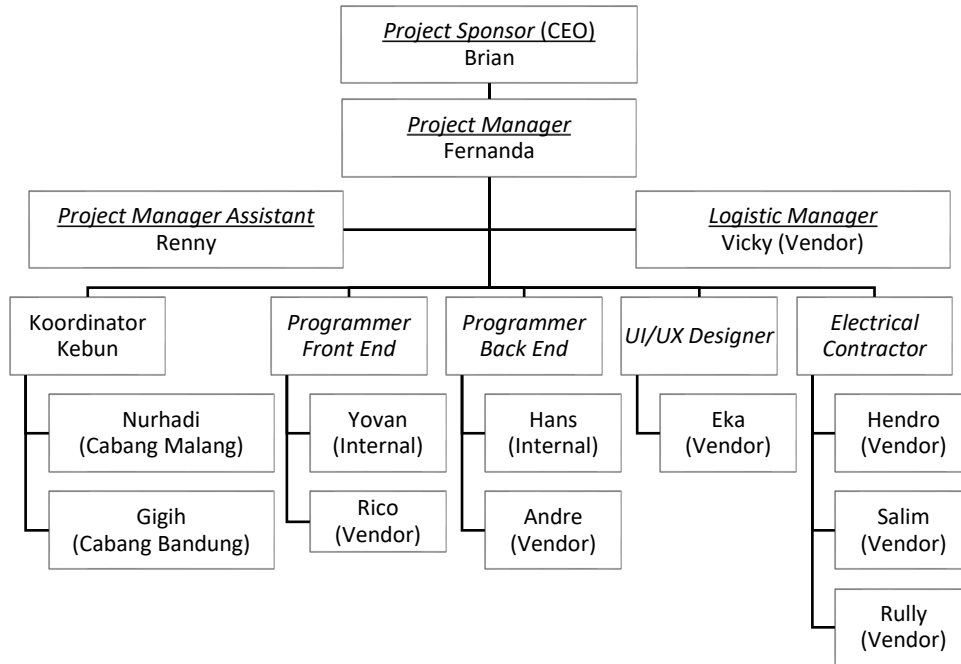 Project Sponsor (CEO)
Brian
Project Manager
Fernanda
Project Manager Assistant
Renny
Logistic Manager
Vicky (Vendor)
Koordinator
Kebun
Nurhadi
(Cabang Malang)
Gigih
(Cabang Bandung)
Programmer
Front End
Yovan
(Internal)
Rico
(Vendor)
Programmer
Back End
Hans
(Internal)
Andre
(Vendor)
UI/UX Designer
Eka
(Vendor)
Electrical
Contractor
Hendro
(Vendor)
Salim
(Vendor)
Rully
(Vendor)